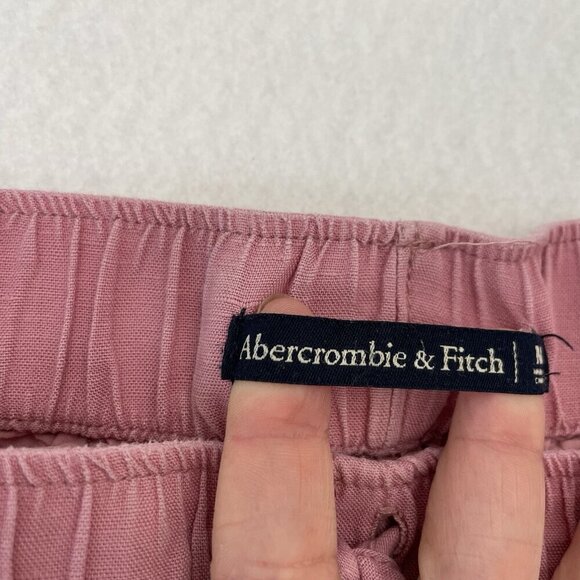 Abercrombie & Fitch | M